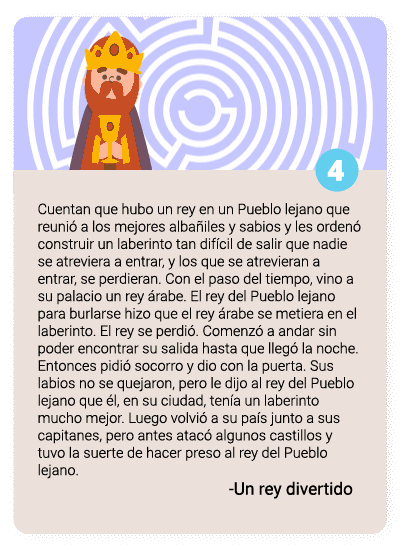 4
Cuentan que hubo un rey en un Pueblo lejano que
reunió a los mejores albañiles y sabios y les ordenó
construir un laberinto tan difícil de salir que nadie
se atreviera a entrar, y los que se atrevieran a
entrar, se perdieran. Con el paso del tiempo, vino a
su palacio un rey árabe. El rey del Pueblo lejano
para burlarse hizo que el rey árabe se metiera en el
laberinto. El rey se perdió. Comenzó a andar sin
poder encontrar su salida hasta que llegó la noche.
Entonces pidió socorro y dio con la puerta. Sus
labios no se quejaron, pero le dijo al rey del Pueblo
lejano que él, en su ciudad, tenía un laberinto
mucho mejor. Luego volvió a su país junto a sus
capitanes, pero antes atacó algunos castillos y
tuvo la suerte de hacer preso al rey del Pueblo
lejano.
-Un rey divertido